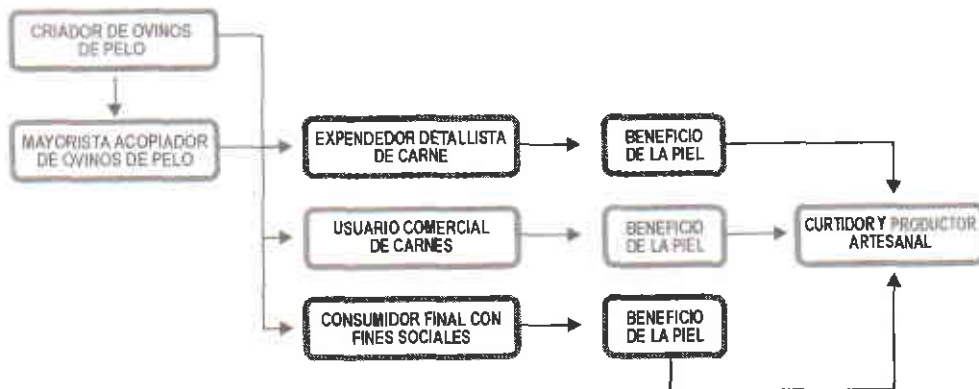 CRIADOR DE OVINOS
DE PELO
MAYORISTA ACOPIADOR
DE OVINOS DE PELO
EXPENDEDOR DETALLISTA
DE CARNE
BENEFICIO
DE LA PIEL
USUARIO COMERCIAL
DE CARNES
BENEFICIO
DE LA PIEL
CURTIDOR Y PRODUCTOR
ARTESANAL
CONSUMIDOR FINAL CON
FINES SOCIALES
BENEFICIO
DE LA PIEL